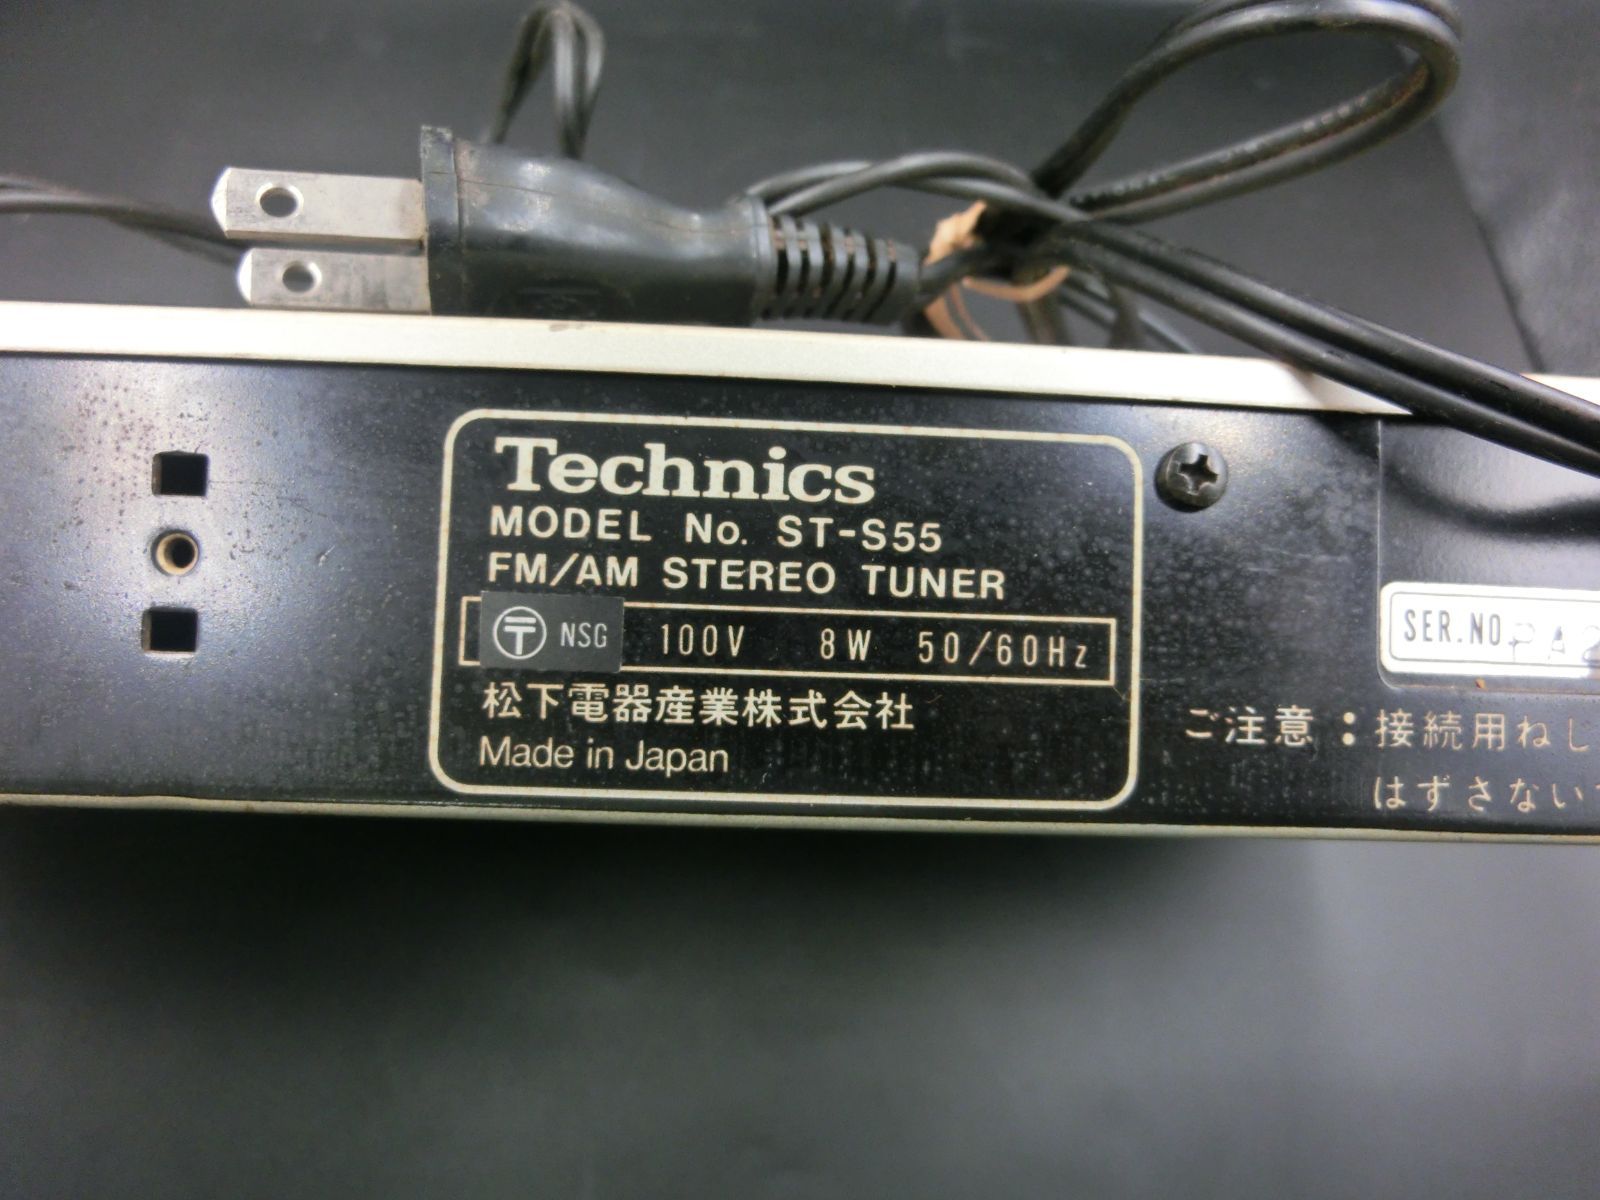 Technics
MODEL No. ST-S55
FM/AM STEREO TUNER
〒 NSG 100V 8W 50/60Hz
松下電器産業株式会社
Made in Japan
SER.NO. PA2
ご注意：接続用ねじ
はずさない